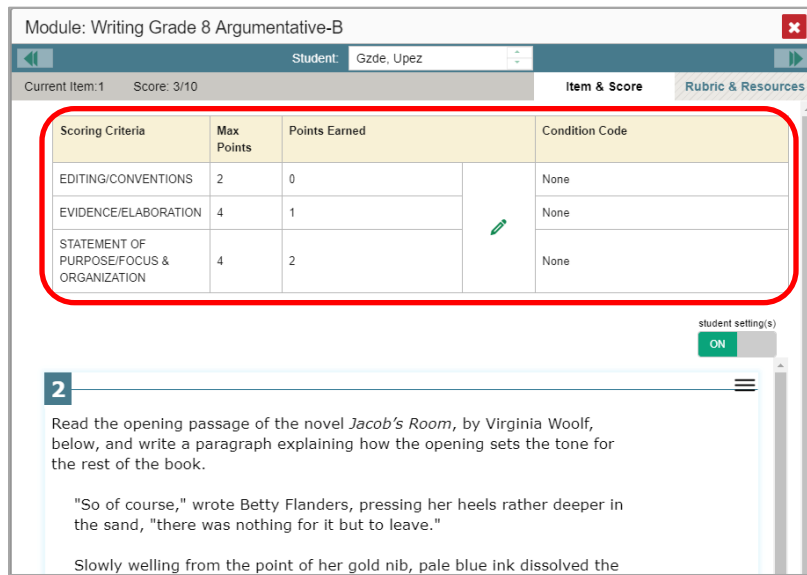 Module: Writing Grade 8 Argumentative-B
Student: Gzde, Upez
Current Item:1 Score: 3/10 Item & Score Rubric & Resources
Scoring Criteria Max Points Points Earned Condition Code
EDITING/CONVENTIONS 2 0 None
EVIDENCE/ELABORATION 4 1 None
STATEMENT OF
PURPOSE/FOCUS & 4 2 None
ORGANIZATION
student setting(s)
ON
2
Read the opening passage of the novel Jacob's Room, by Virginia Woolf,
below, and write a paragraph explaining how the opening sets the tone for
the rest of the book.
"So of course," wrote Betty Flanders, pressing her heels rather deeper in
the sand, "there was nothing for it but to leave."
Slowly welling from the point of her gold nib, pale blue ink dissolved the